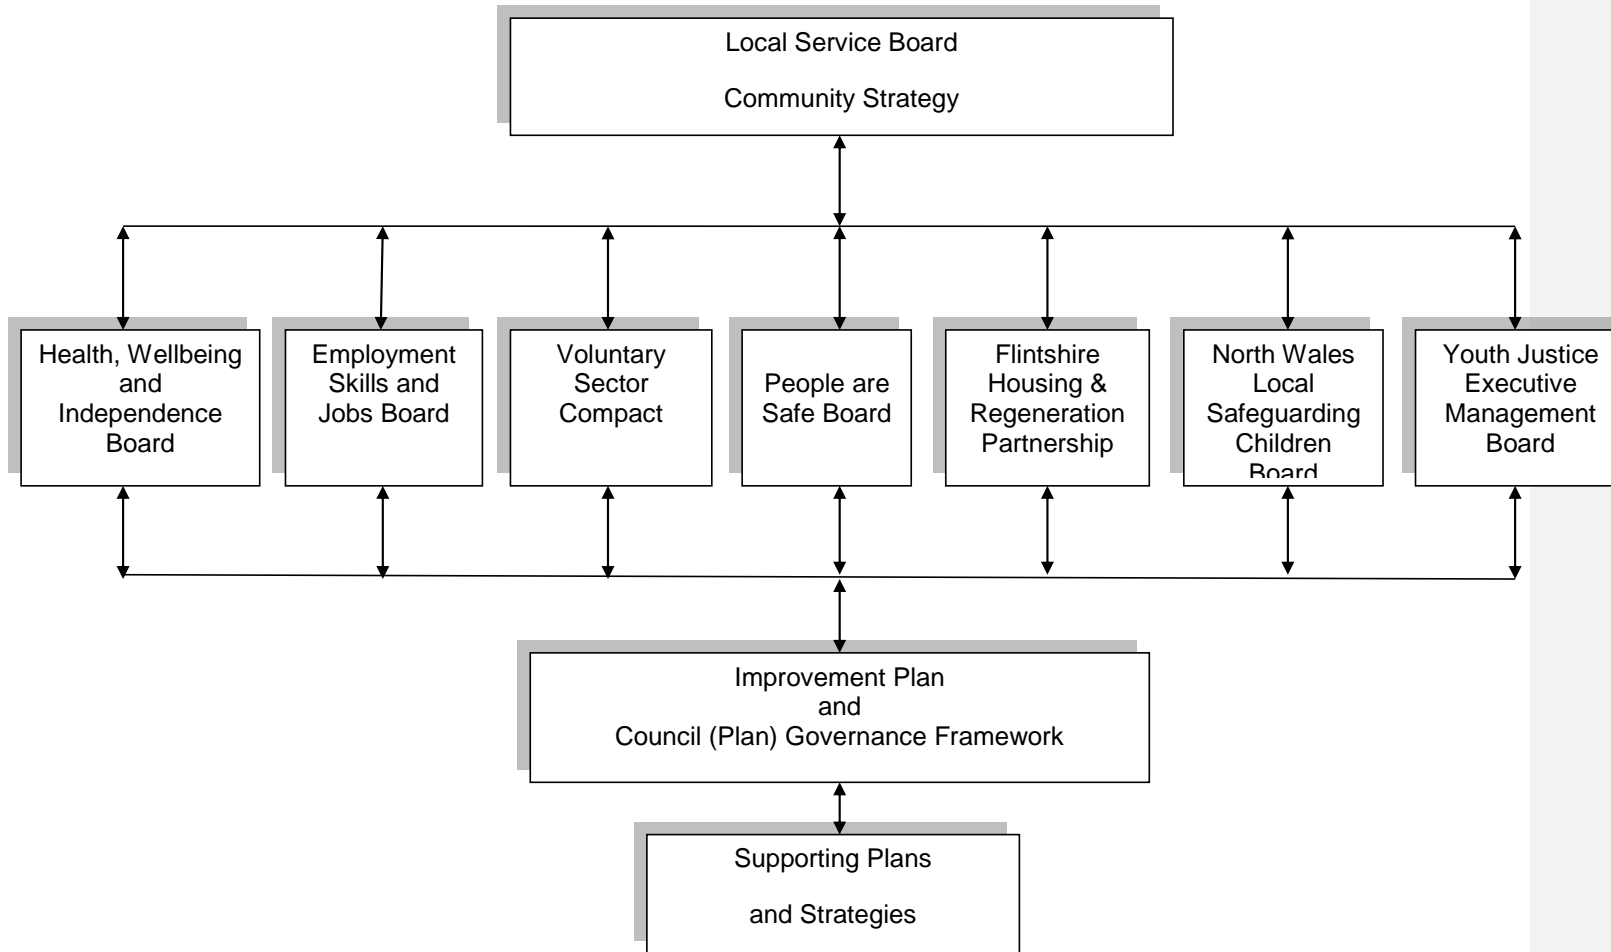 Local Service Board
Community Strategy
Health, Wellbeing
and
Independence
Board
Employment
Skills and
Jobs Board
Voluntary
Sector
Compact
People are
Safe Board
Flintshire
Housing &
Regeneration
Partnership
North Wales
Local
Safeguarding
Children
Board
Youth Justice
Executive
Management
Board
Improvement Plan
and
Council (Plan) Governance Framework
Supporting Plans
and Strategies